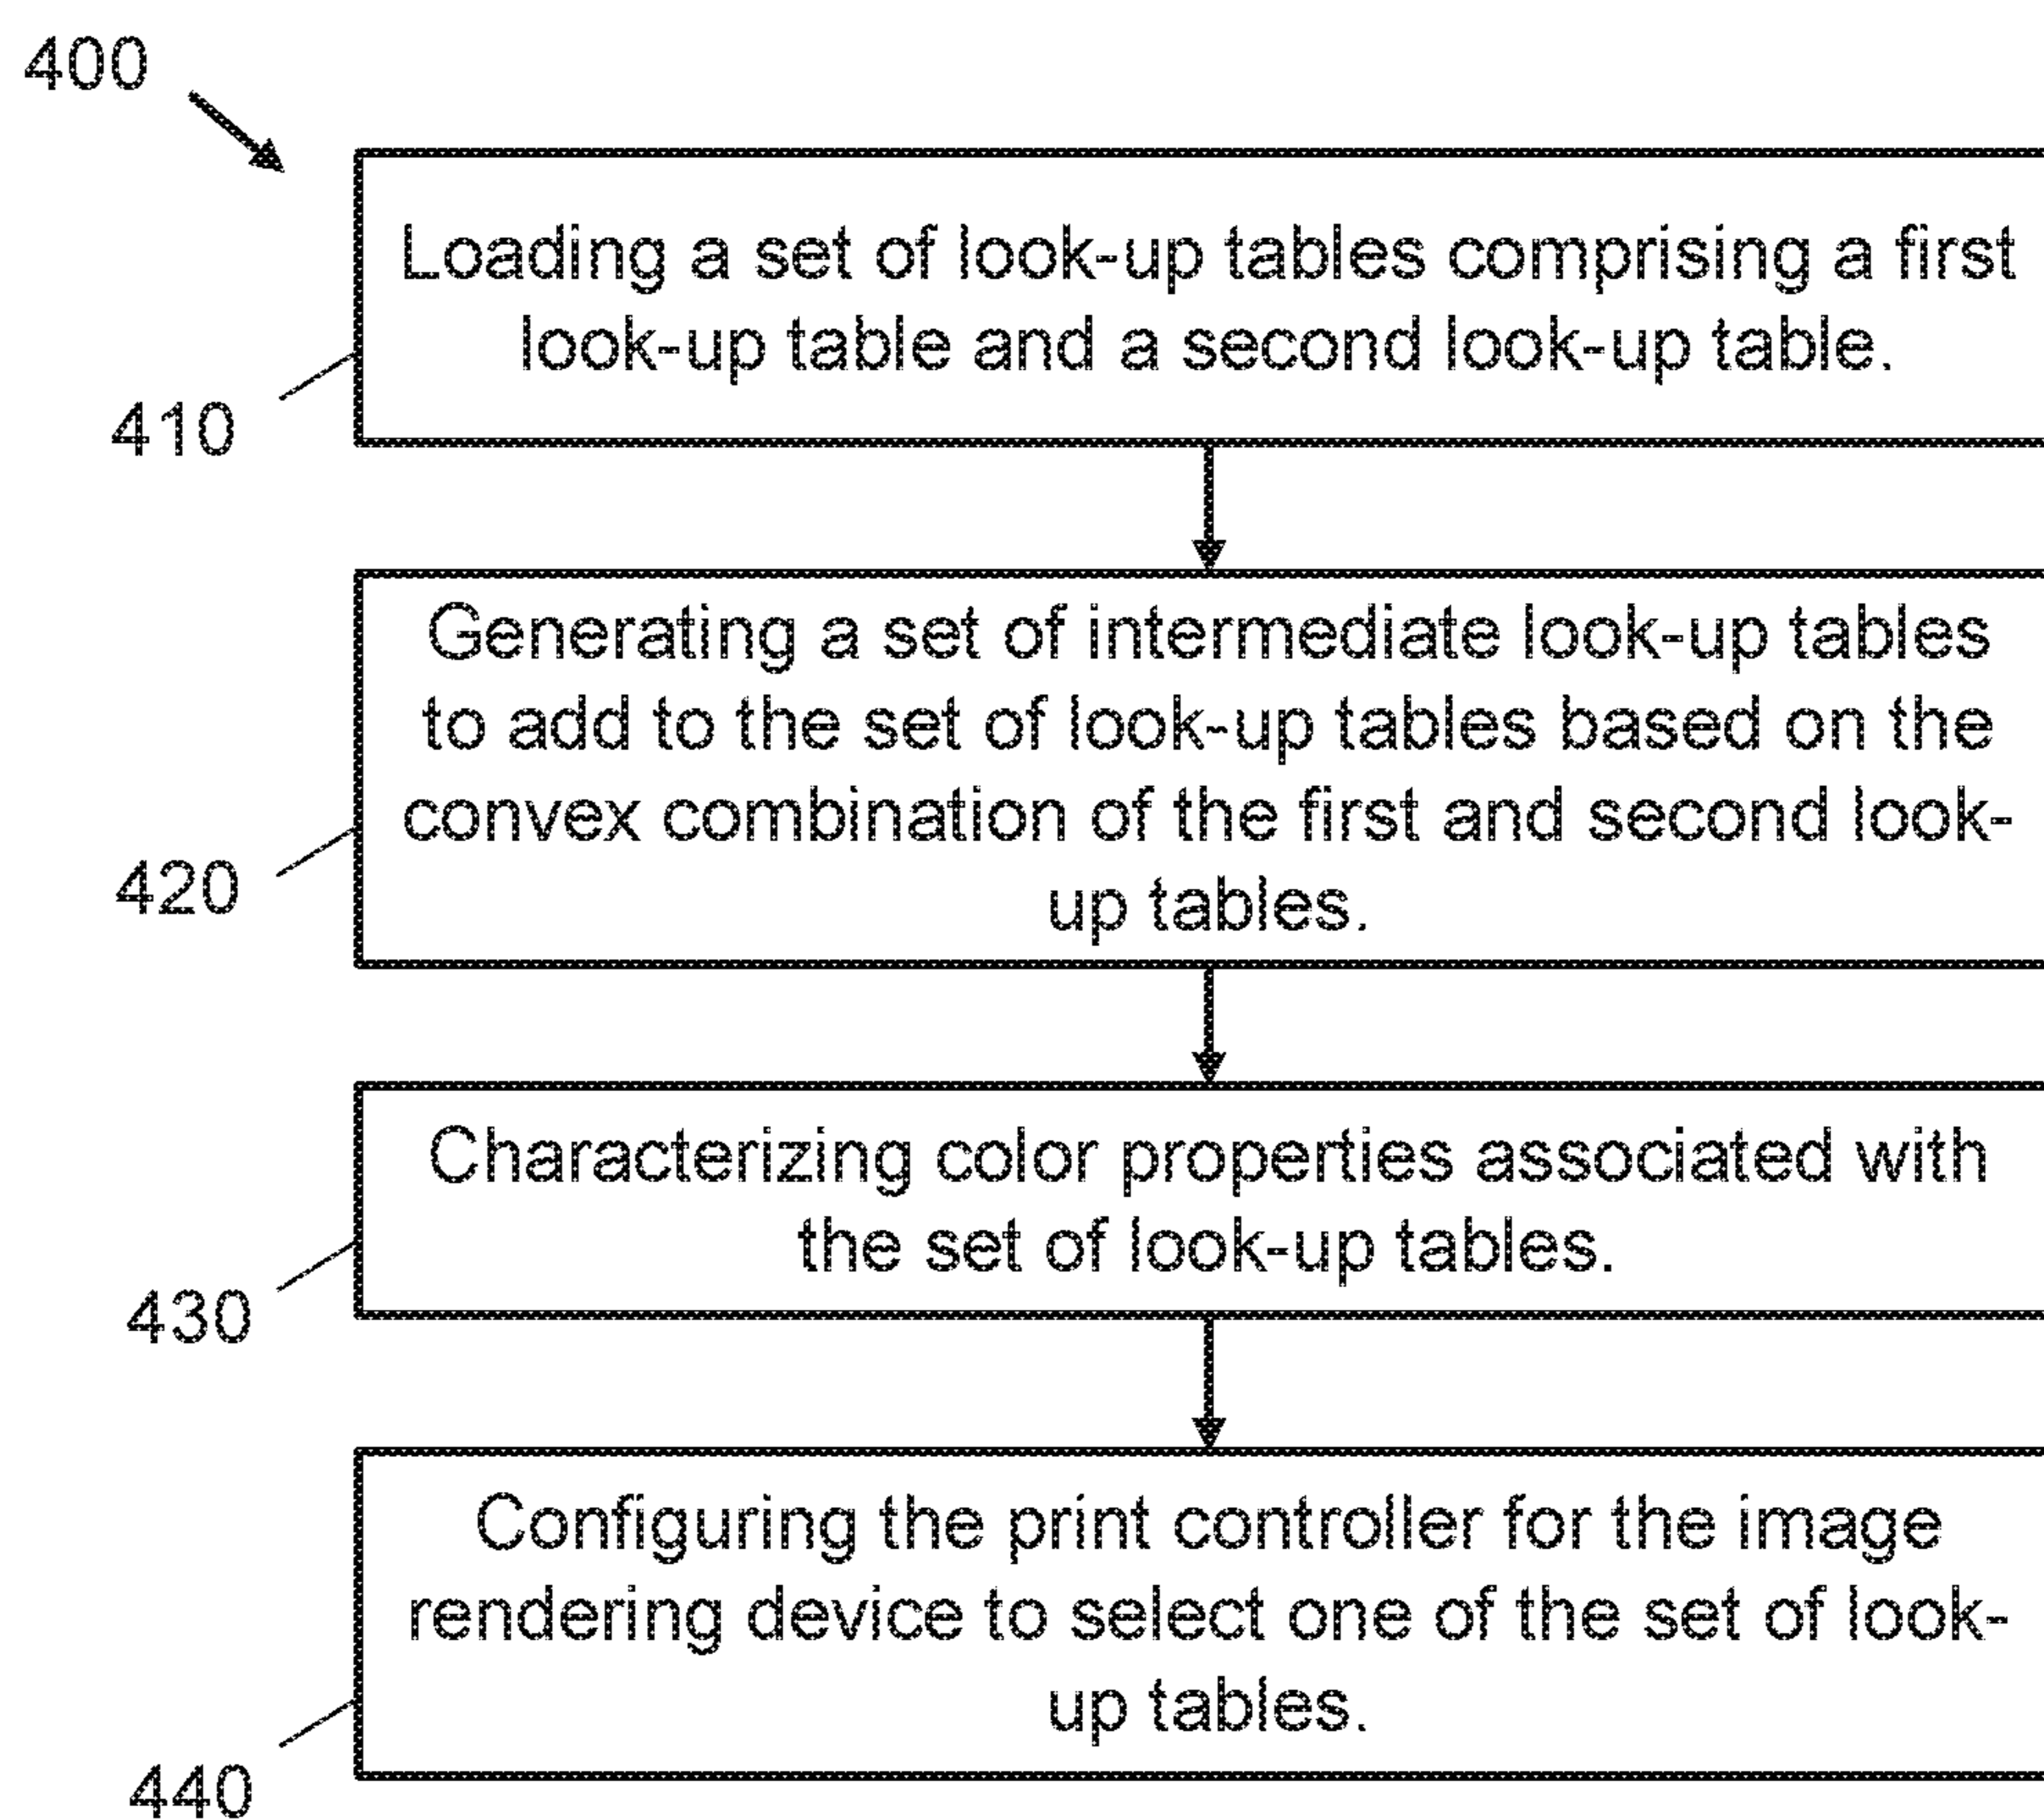 400
Loading a set of look-up tables comprising a first
look-up table and a second look-up table.
410
Generating a set of intermediate look-up tables
to add to the set of look-up tables based on the
convex combination of the first and second look-
up tables.
420
Characterizing color properties associated with
the set of look-up tables.
430
Configuring the print controller for the image
rendering device to select one of the set of look-
up tables.
440